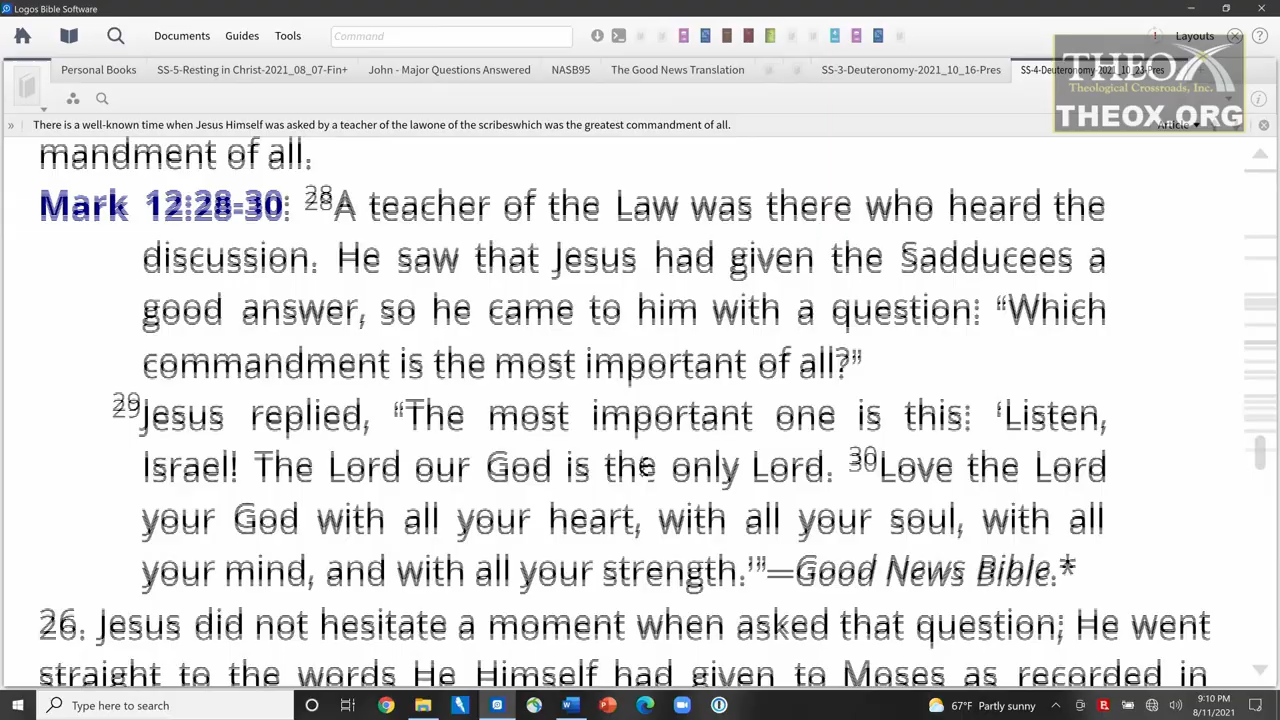 Logos Bible Software
Documents Guides Tools Command Layouts
Personal Books SS-5-Resting in Christ-2021_08_07-Fin+ Answered NASB95 The Good News Translation SS-3-Deuteronomy-2021_10_16-Pres SS-4-Deuteronomy-2021_10_23-Pres
THEOX
Theological Crossroads, Inc.
THEOX.ORG
There is a well-known time when Jesus Himself was asked by a teacher of the lawone of the scribeswhich was the greatest commandment of all.
mandment of all.
Mark 12:28-30: 28A teacher of the Law was there who heard the
discussion. He saw that Jesus had given the Sadducees a
good answer, so he came to him with a question: “Which
commandment is the most important of all?”
29Jesus replied, “The most important one is this: ‘Listen,
Israel! The Lord our God is the only Lord. 30Love the Lord
your God with all your heart, with all your soul, with all
your mind, and with all your strength.’”—Good News Bible.*
26. Jesus did not hesitate a moment when asked that question; He went
straight to the words He Himself had given to Moses as recorded in
Type here to search 67°F Partly sunny 9:10 PM
8/11/2021